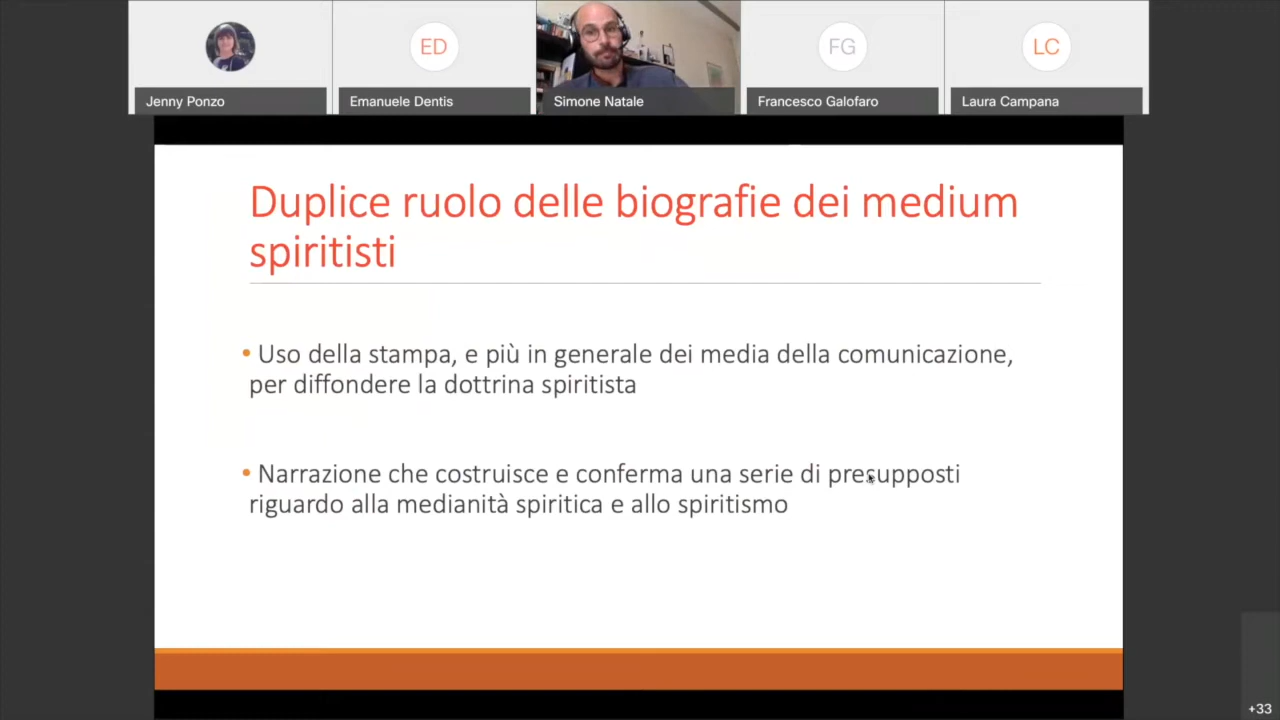 ED
FG
LC
Jenny Ponzo
Emanuele Dentis
Simone Natale
Francesco Galofaro
Laura Campana
Duplice ruolo delle biografie dei medium
spiritisti
• Uso della stampa, e più in generale dei media della comunicazione,
per diffondere la dottrina spiritista
• Narrazione che costruisce e conferma una serie di presupposti
riguardo alla medianità spiritica e allo spiritismo
+33